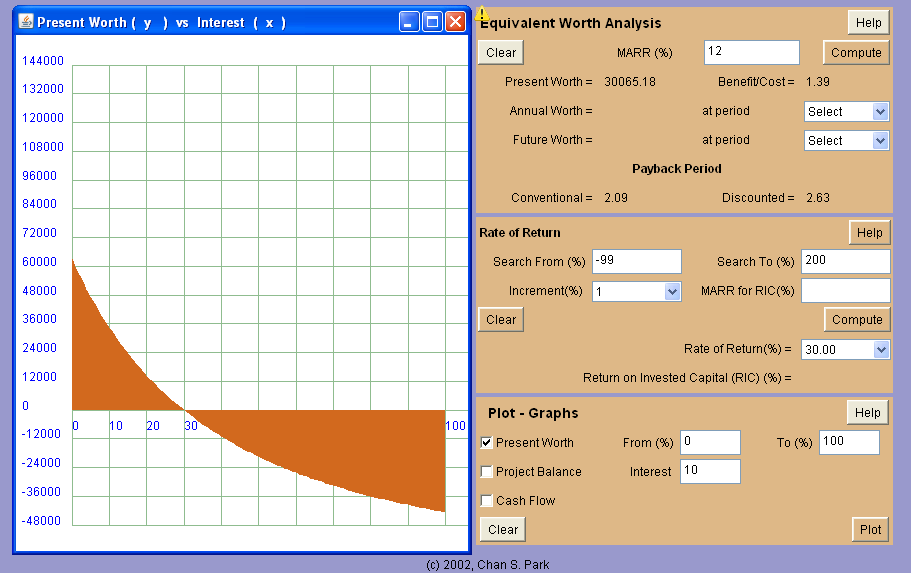 Present Worth ( y ) vs Interest ( x )
144000
132000
120000
108000
96000
84000
72000
60000
48000
36000
24000
12000
0
-12000
-24000
-36000
-48000
0 10 20 30 100
Equivalent Worth Analysis Help
Clear MARR (%) 12 Compute
Present Worth = 30065.18 Benefit/Cost = 1.39
Annual Worth = at period Select
Future Worth = at period Select
Payback Period
Conventional = 2.09 Discounted = 2.63
Rate of Return Help
Search From (%) -99 Search To (%) 200
Increment(%) 1 MARR for RIC(%)
Clear Compute
Rate of Return(%) = 30.00
Return on Invested Capital (RIC) (%) =
Plot - Graphs Help
Present Worth From (%) 0 To (%) 100
Project Balance Interest 10
Cash Flow
Clear Plot
(c) 2002, Chan S. Park